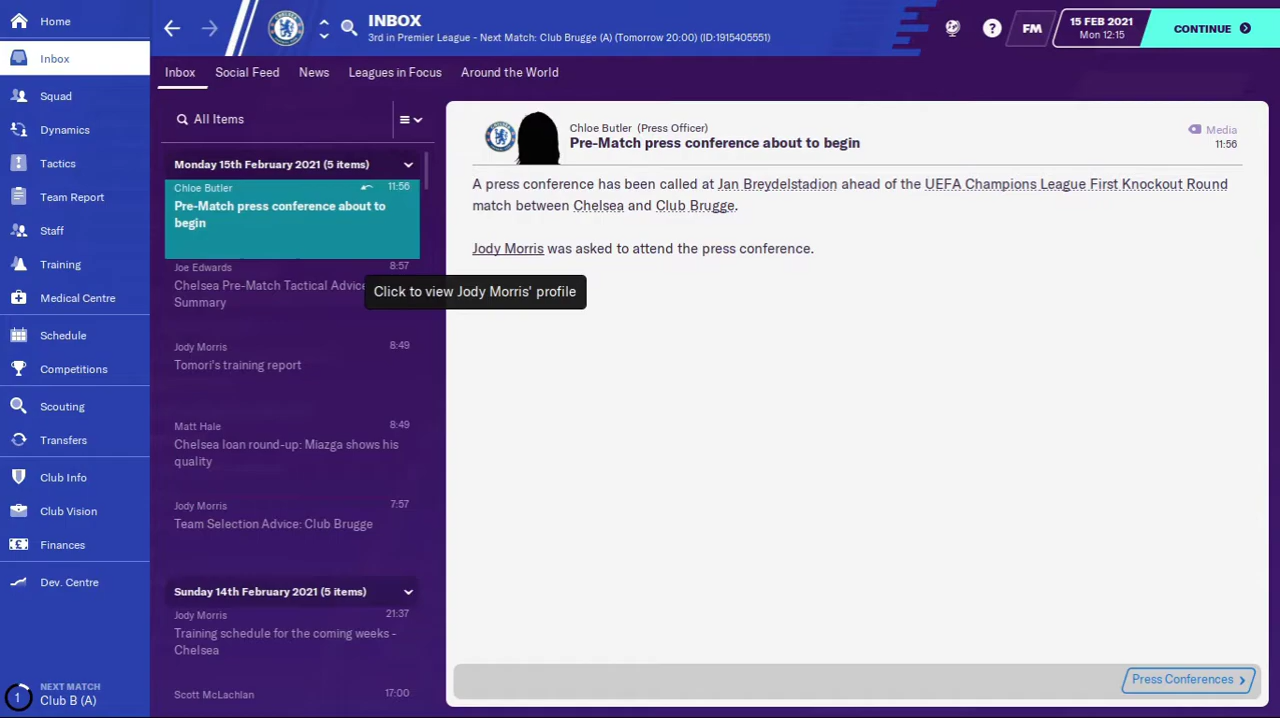 Home
Inbox
Squad
Dynamics
Tactics
Team Report
Staff
Training
Medical Centre
Schedule
Competitions
Scouting
Transfers
Club Info
Club Vision
Finances
Dev. Centre
1
NEXT MATCH
Club B (A)
INBOX
3rd in Premier League - Next Match: Club Brugge (A) (Tomorrow 20:00) (ID:1915405551)
?
FM
15 FEB 2021
Mon 12:15
CONTINUE
Inbox Social Feed News Leagues in Focus Around the World
All Items
Monday 15th February 2021 (5 items)
Chloe Butler 11:56
Pre-Match press conference about to
begin
Joe Edwards 8:57
Chelsea Pre-Match Tactical Advice
Summary
Jody Morris 8:49
Tomori's training report
Matt Hale 8:49
Chelsea loan round-up: Miazga shows his
quality
Jody Morris 7:57
Team Selection Advice: Club Brugge
Sunday 14th February 2021 (5 items)
Jody Morris 21:37
Training schedule for the coming weeks -
Chelsea
Scott McLachlan 17:00
Chloe Butler (Press Officer)
Pre-Match press conference about to begin
Media
11:56
A press conference has been called at Jan Breydelstadion ahead of the UEFA Champions League First Knockout Round
match between Chelsea and Club Brugge.
Jody Morris was asked to attend the press conference.
Click to view Jody Morris' profile
Press Conferences